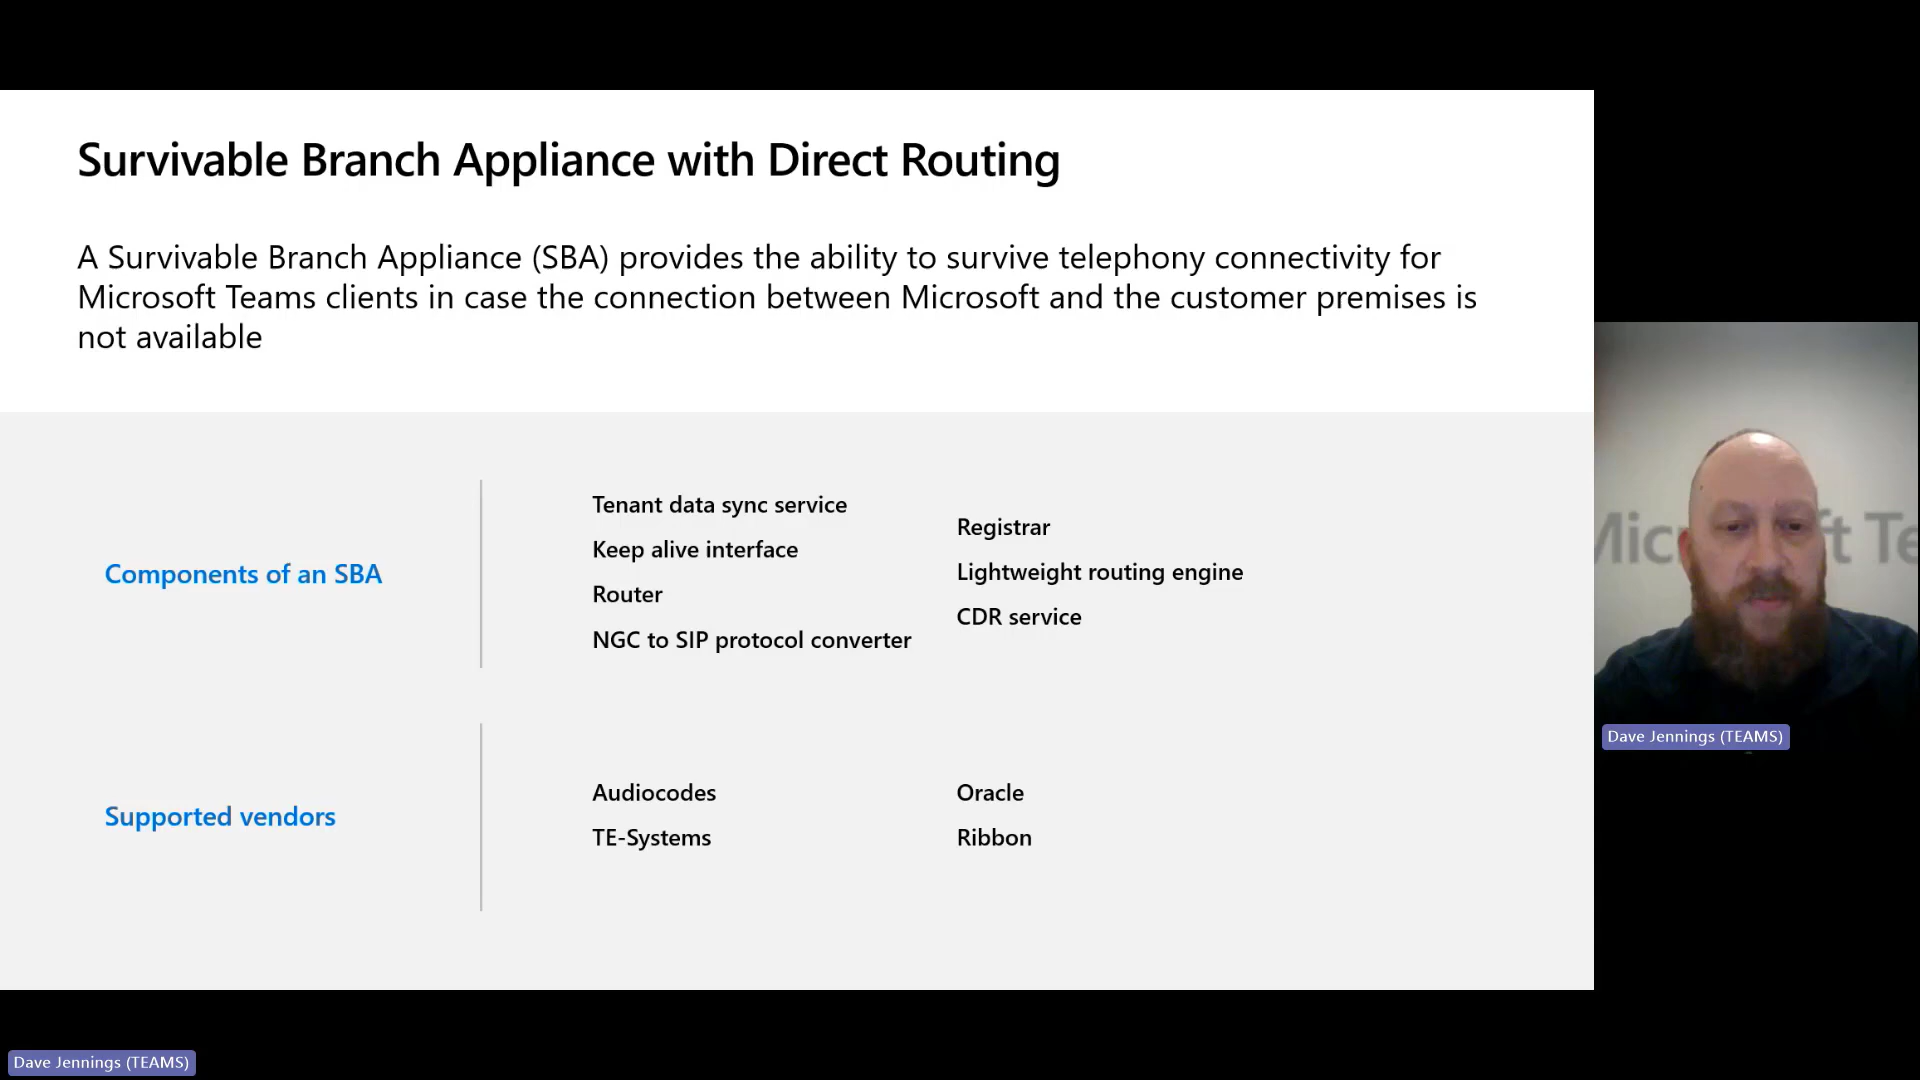 Survivable Branch Appliance with Direct Routing
A Survivable Branch Appliance (SBA) provides the ability to survive telephony connectivity for
Microsoft Teams clients in case the connection between Microsoft and the customer premises is
not available
Components of an SBA
Tenant data sync service
Keep alive interface
Router
NGC to SIP protocol converter
Registrar
Lightweight routing engine
CDR service
Supported vendors
Audiocodes
TE-Systems
Oracle
Ribbon
Mic ft Te
Dave Jennings (TEAMS)
Dave Jennings (TEAMS)